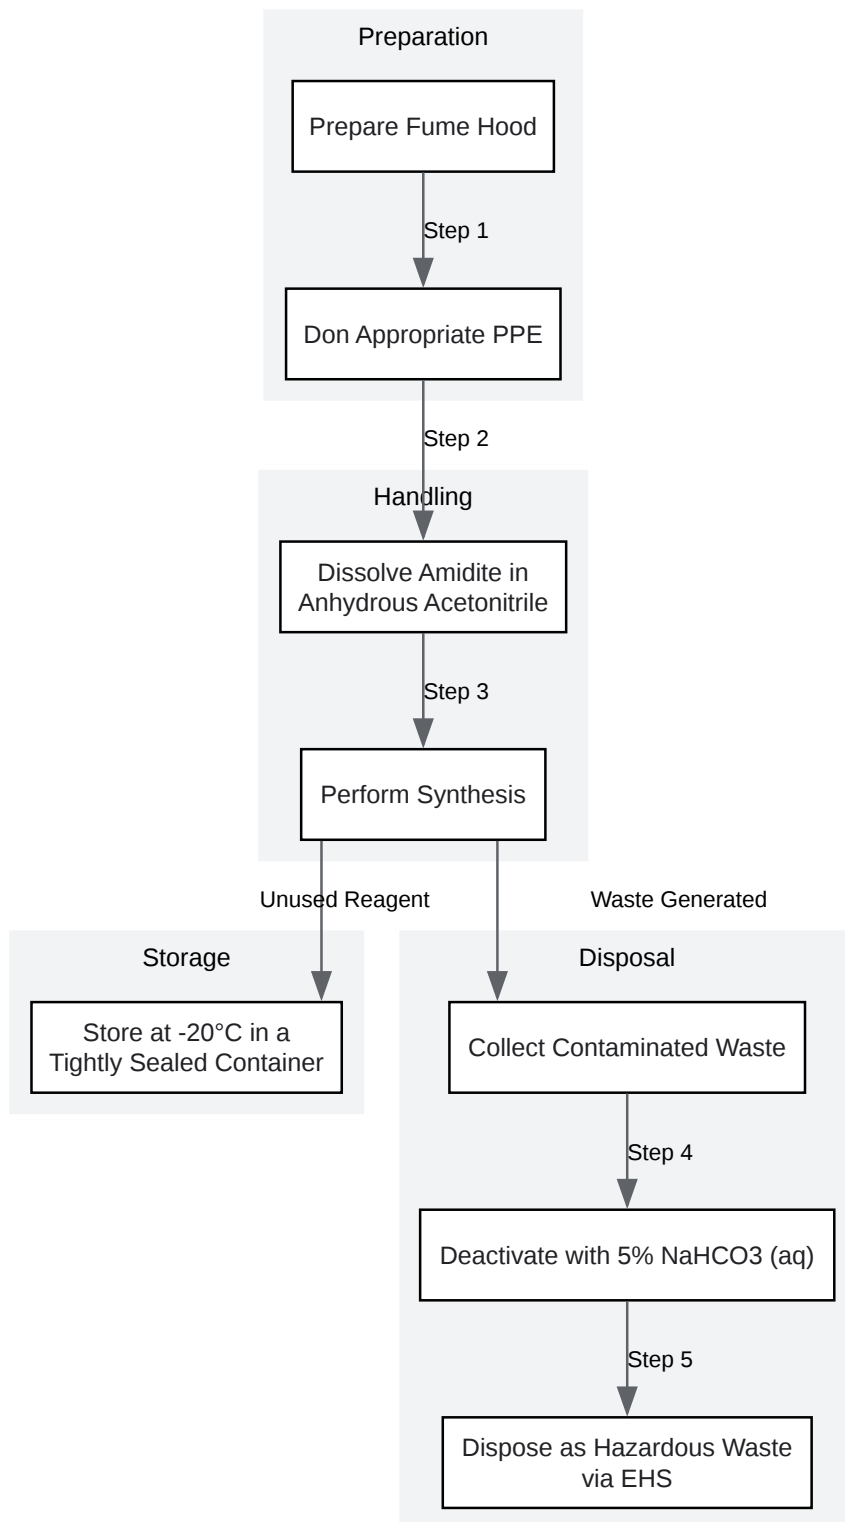 Preparation
Prepare Fume Hood
Step 1
Don Appropriate PPE
Step 2
Handling
Dissolve Amidite in
Anhydrous Acetonitrile
Step 3
Perform Synthesis
Unused Reagent
Waste Generated
Storage
Store at -20°C in a
Tightly Sealed Container
Disposal
Collect Contaminated Waste
Step 4
Deactivate with 5% NaHCO3 (aq)
Step 5
Dispose as Hazardous Waste
via EHS